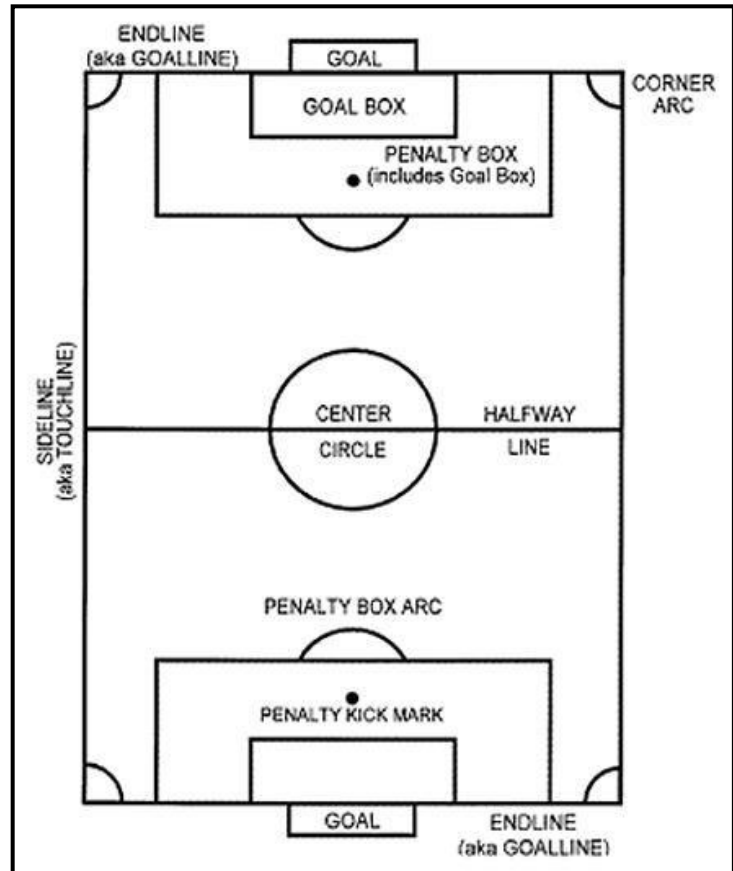 ENDLINE
(aka GOALLINE)
GOAL
GOAL BOX
CORNER
ARC
PENALTY BOX
(includes Goal Box)
SIDELINE
(aka TOUCHLINE)
CENTER
CIRCLE
HALFWAY
LINE
PENALTY BOX ARC
PENALTY KICK MARK
GOAL
ENDLINE
(aka GOALLINE)